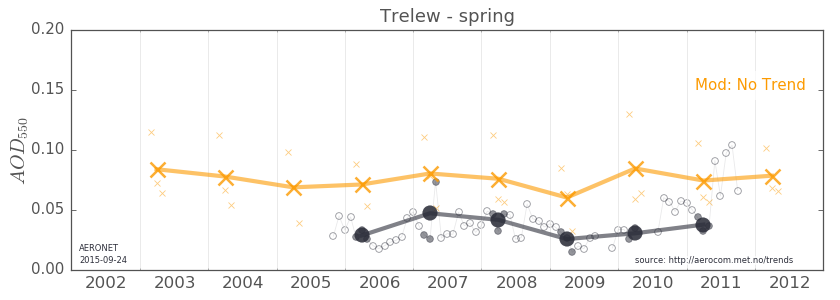 Trelew - spring
0.20
0.15
0.10
0.05
0.00
AOD550
Mod: No Trend
AERONET
2015-09-24
source: http://aerocom.met.no/trends
2002 2003 2004 2005 2006 2007 2008 2009 2010 2011 2012